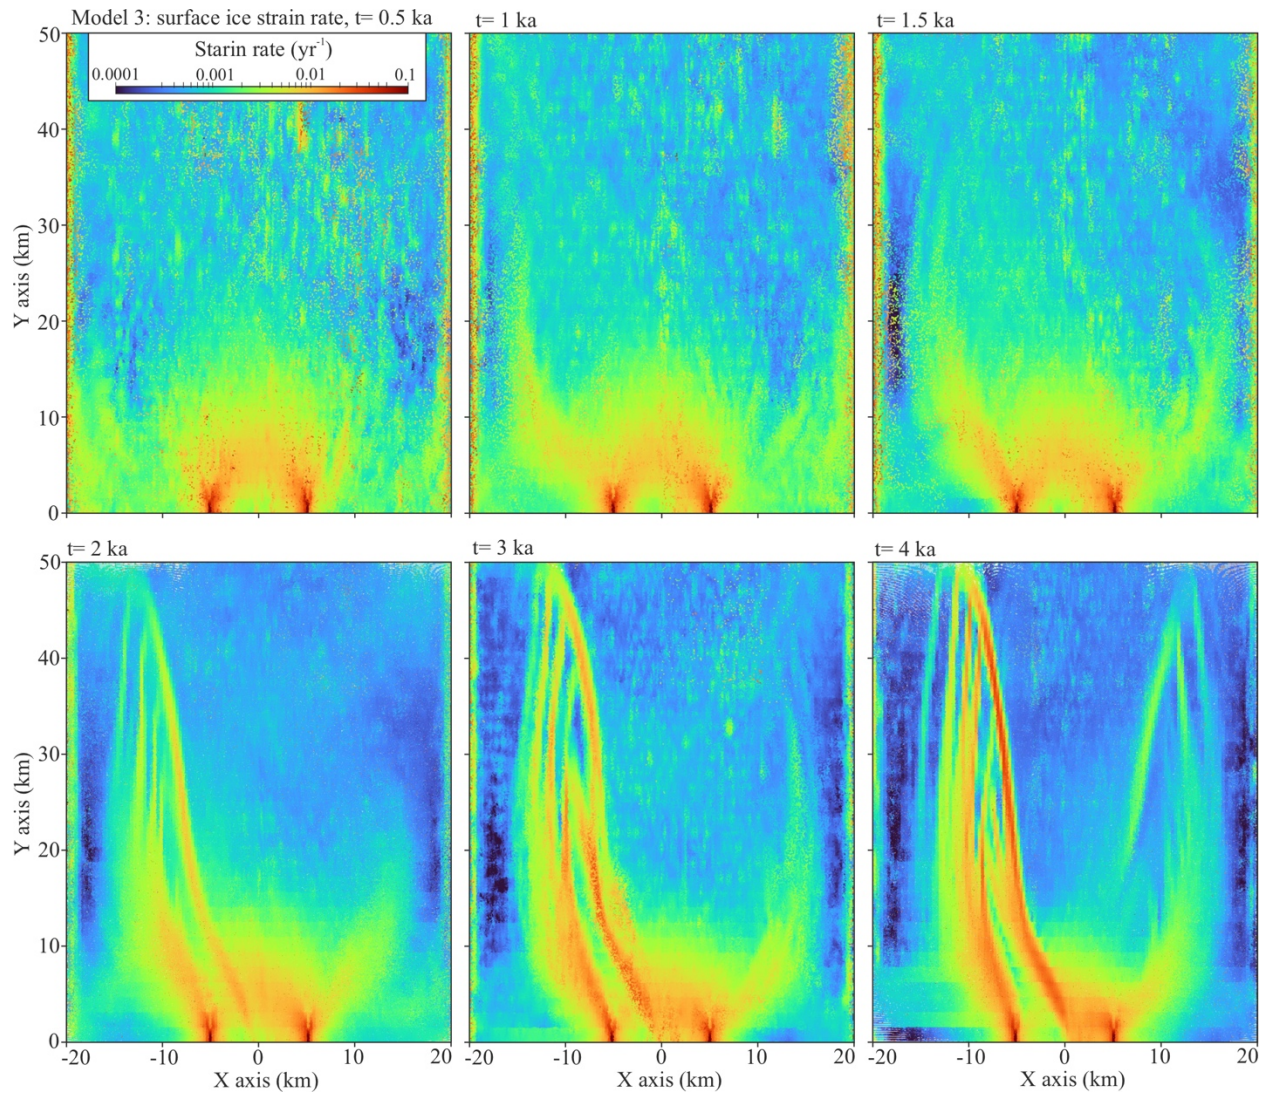 Model 3: surface ice strain rate, t= 0.5 ka
t= 1 ka
t= 1.5 ka
Starin rate (yr-1)
0.0001 0.001 0.01 0.1
50
40
30
20
10
0
Y axis (km)
t= 2 ka
t= 3 ka
t= 4 ka
50
40
30
20
10
0
Y axis (km)
-20 -10 0 10 20
-20 -10 0 10 20
-20 -10 0 10 20
X axis (km)
X axis (km)
X axis (km)